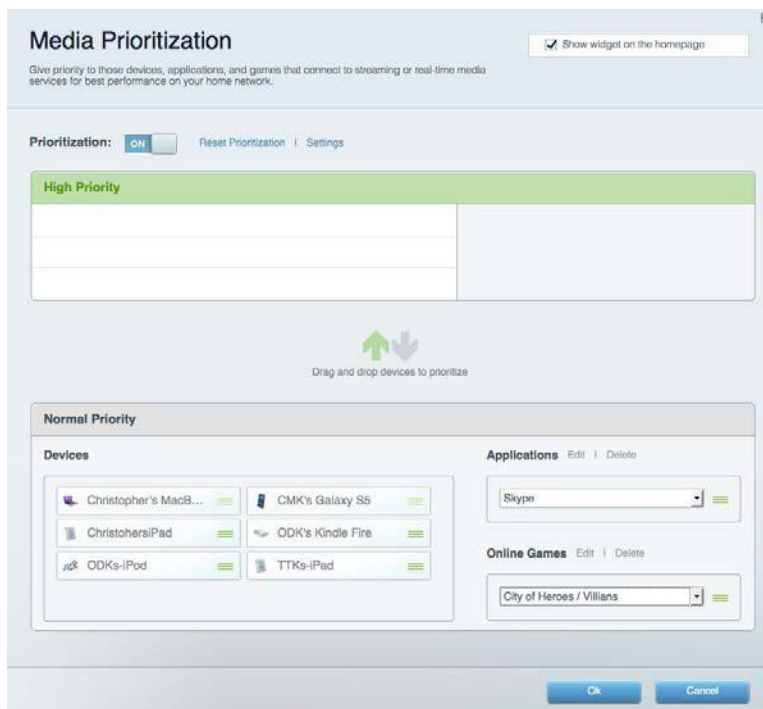 Media Prioritization
Show widget on the homepage
Give priority to those devices, applications, and games that connect to streaming or real-time media
services for best performance on your home network.
Prioritization: ON Reset Prioritization | Settings
High Priority
Drag and drop devices to prioritize
Normal Priority
Devices
Christopher's MacB...
CMK's Galaxy S5
ChristohersiPad
ODK's Kindle Fire
ODKs-iPod
TTKs-iPad
Applications Edit | Delete
Skype
Online Games Edit | Delete
City of Heroes / Villians
Ok Cancel